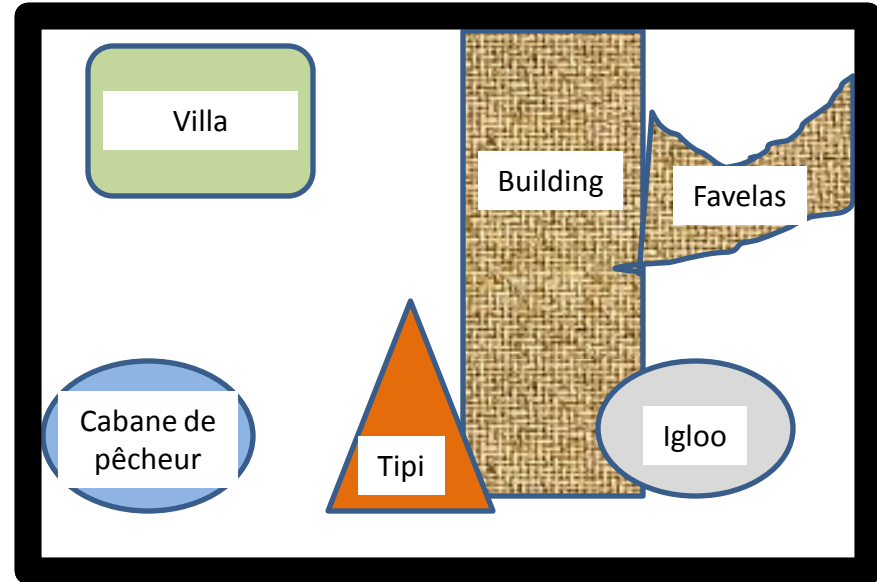 Villa
Building
Favelas
Cabane de
pêcheur
Tipi
Igloo